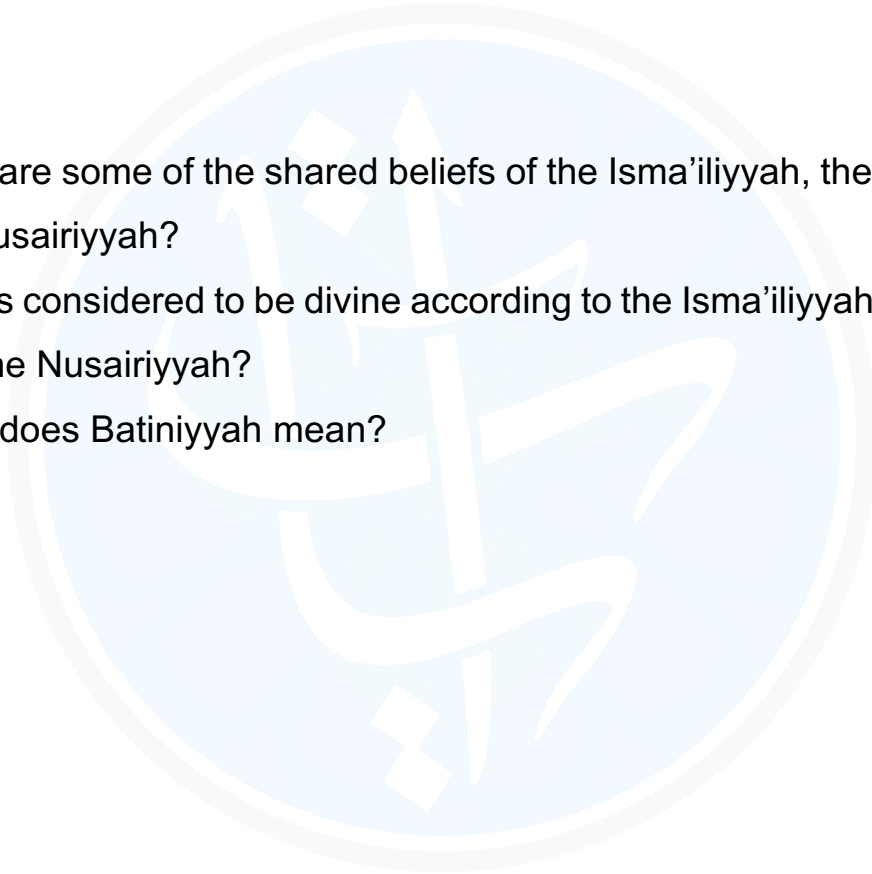 are some of the shared beliefs of the Isma’iliyyah, the
usairiyyah?
s considered to be divine according to the Isma’iliyyah
ne Nusairiyyah?
does Batiniyyah mean?